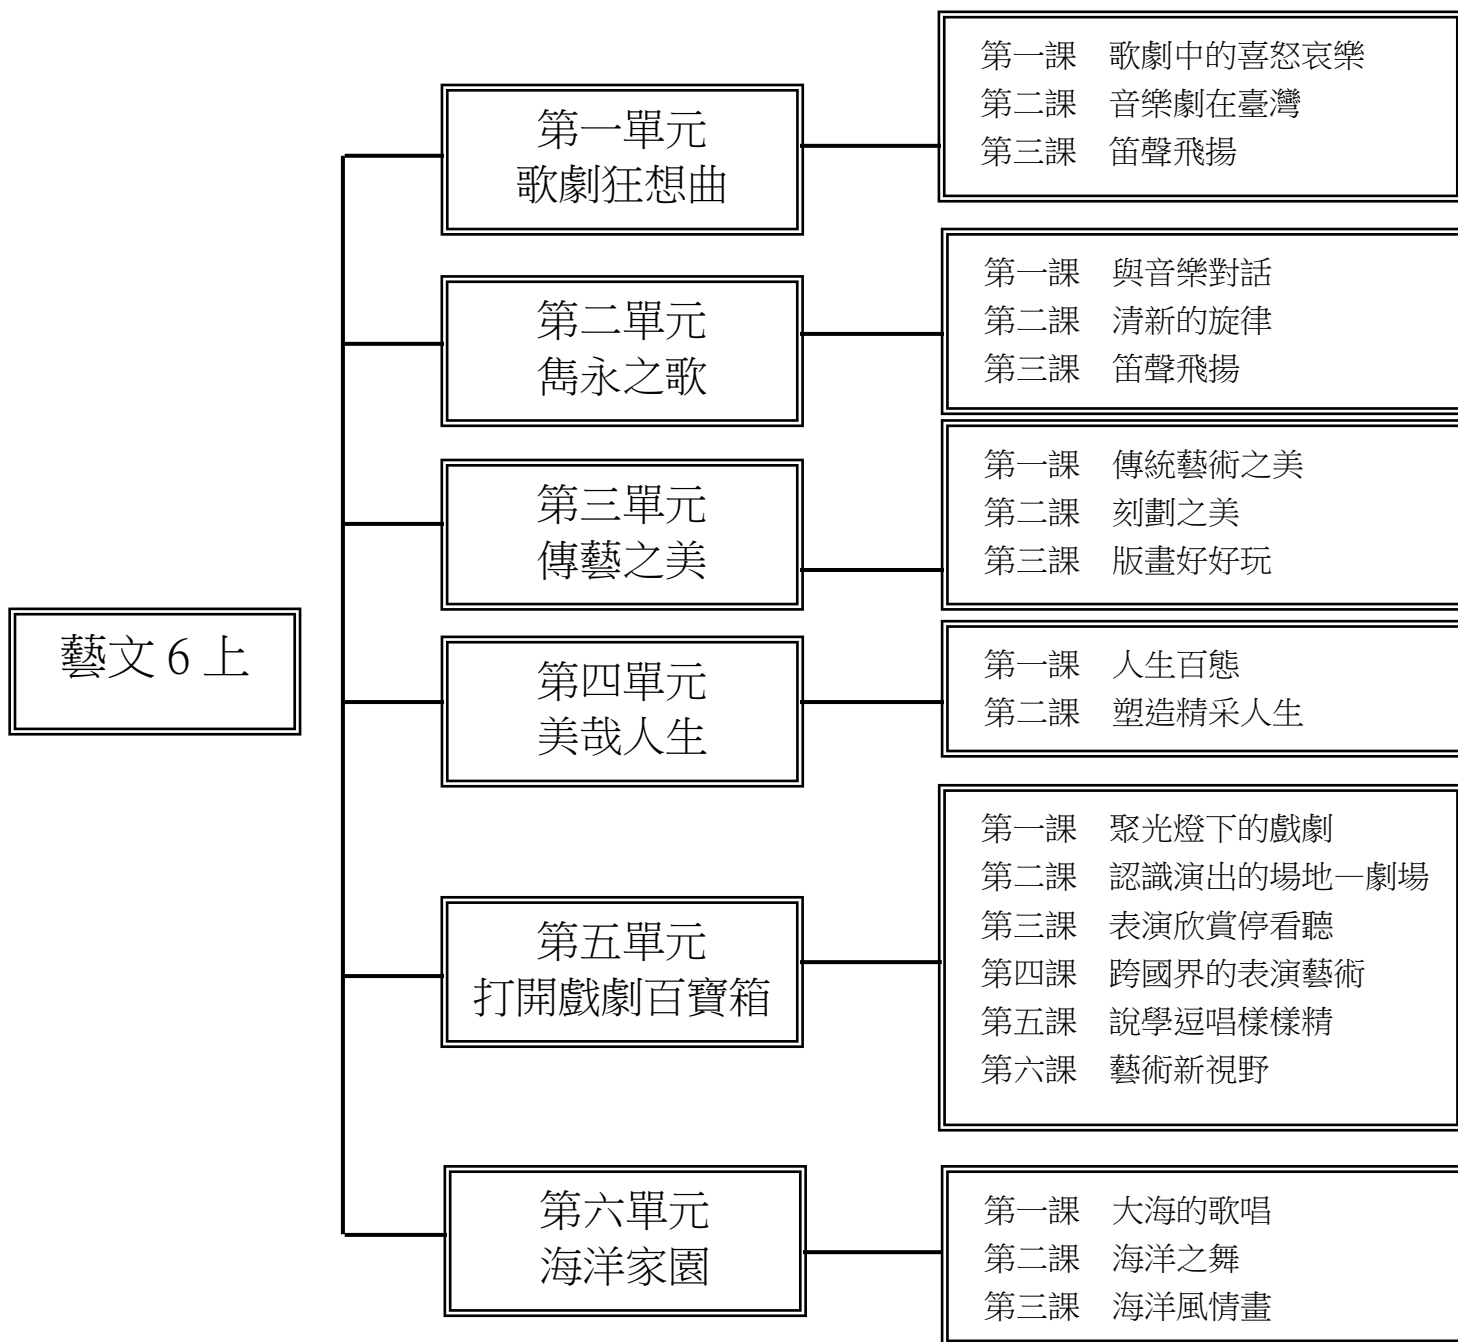 藝文 6 上
第一單元
歌劇狂想曲
第一課　歌劇中的喜怒哀樂
第二課　音樂劇在臺灣
第三課　笛聲飛揚
第二單元
雋永之歌
第一課　與音樂對話
第二課　清新的旋律
第三課　笛聲飛揚
第三單元
傳藝之美
第一課　傳統藝術之美
第二課　刻劃之美
第三課　版畫好好玩
第四單元
美哉人生
第一課　人生百態
第二課　塑造精采人生
第五單元
打開戲劇百寶箱
第一課　聚光燈下的戲劇
第二課　認識演出的場地—劇場
第三課　表演欣賞停看聽
第四課　跨國界的表演藝術
第五課　說學逗唱樣樣精
第六課　藝術新視野
第六單元
海洋家園
第一課　大海的歌唱
第二課　海洋之舞
第三課　海洋風情畫